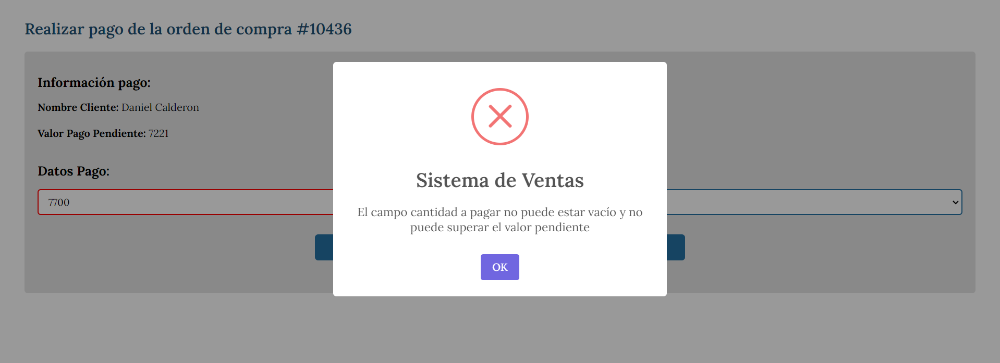 Realizar pago de la orden de compra #10436
Información pago:
Nombre Cliente: Daniel Calderon
Valor Pago Pendiente: 7221
Datos Pago:
7700
Sistema de Ventas
El campo cantidad a pagar no puede estar vacío y no
puede superar el valor pendiente
OK